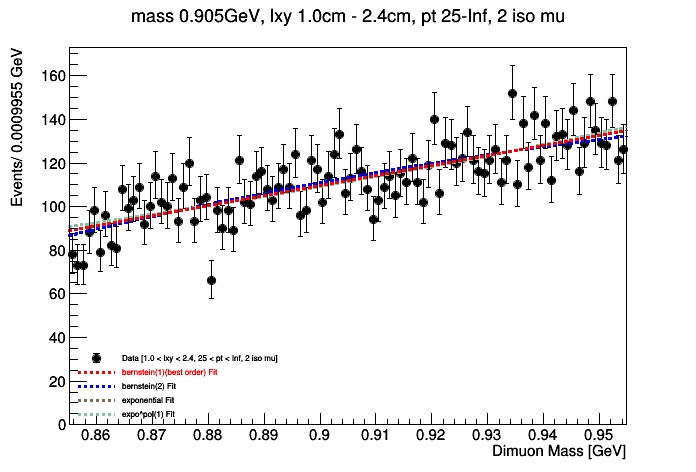 mass 0.905GeV, lxy 1.0cm - 2.4cm, pt 25-Inf, 2 iso mu
Events/ 0.0009955 GeV
160
140
120
100
80
60
40
20
0
Data [1.0 < lxy < 2.4, 25 < pt < Inf, 2 iso mu]
bernstein(1)(best order) Fit
bernstein(2) Fit
exponential Fit
expo*pol(1) Fit
0.86 0.87 0.88 0.89 0.9 0.91 0.92 0.93 0.94 0.95
Dimuon Mass [GeV]